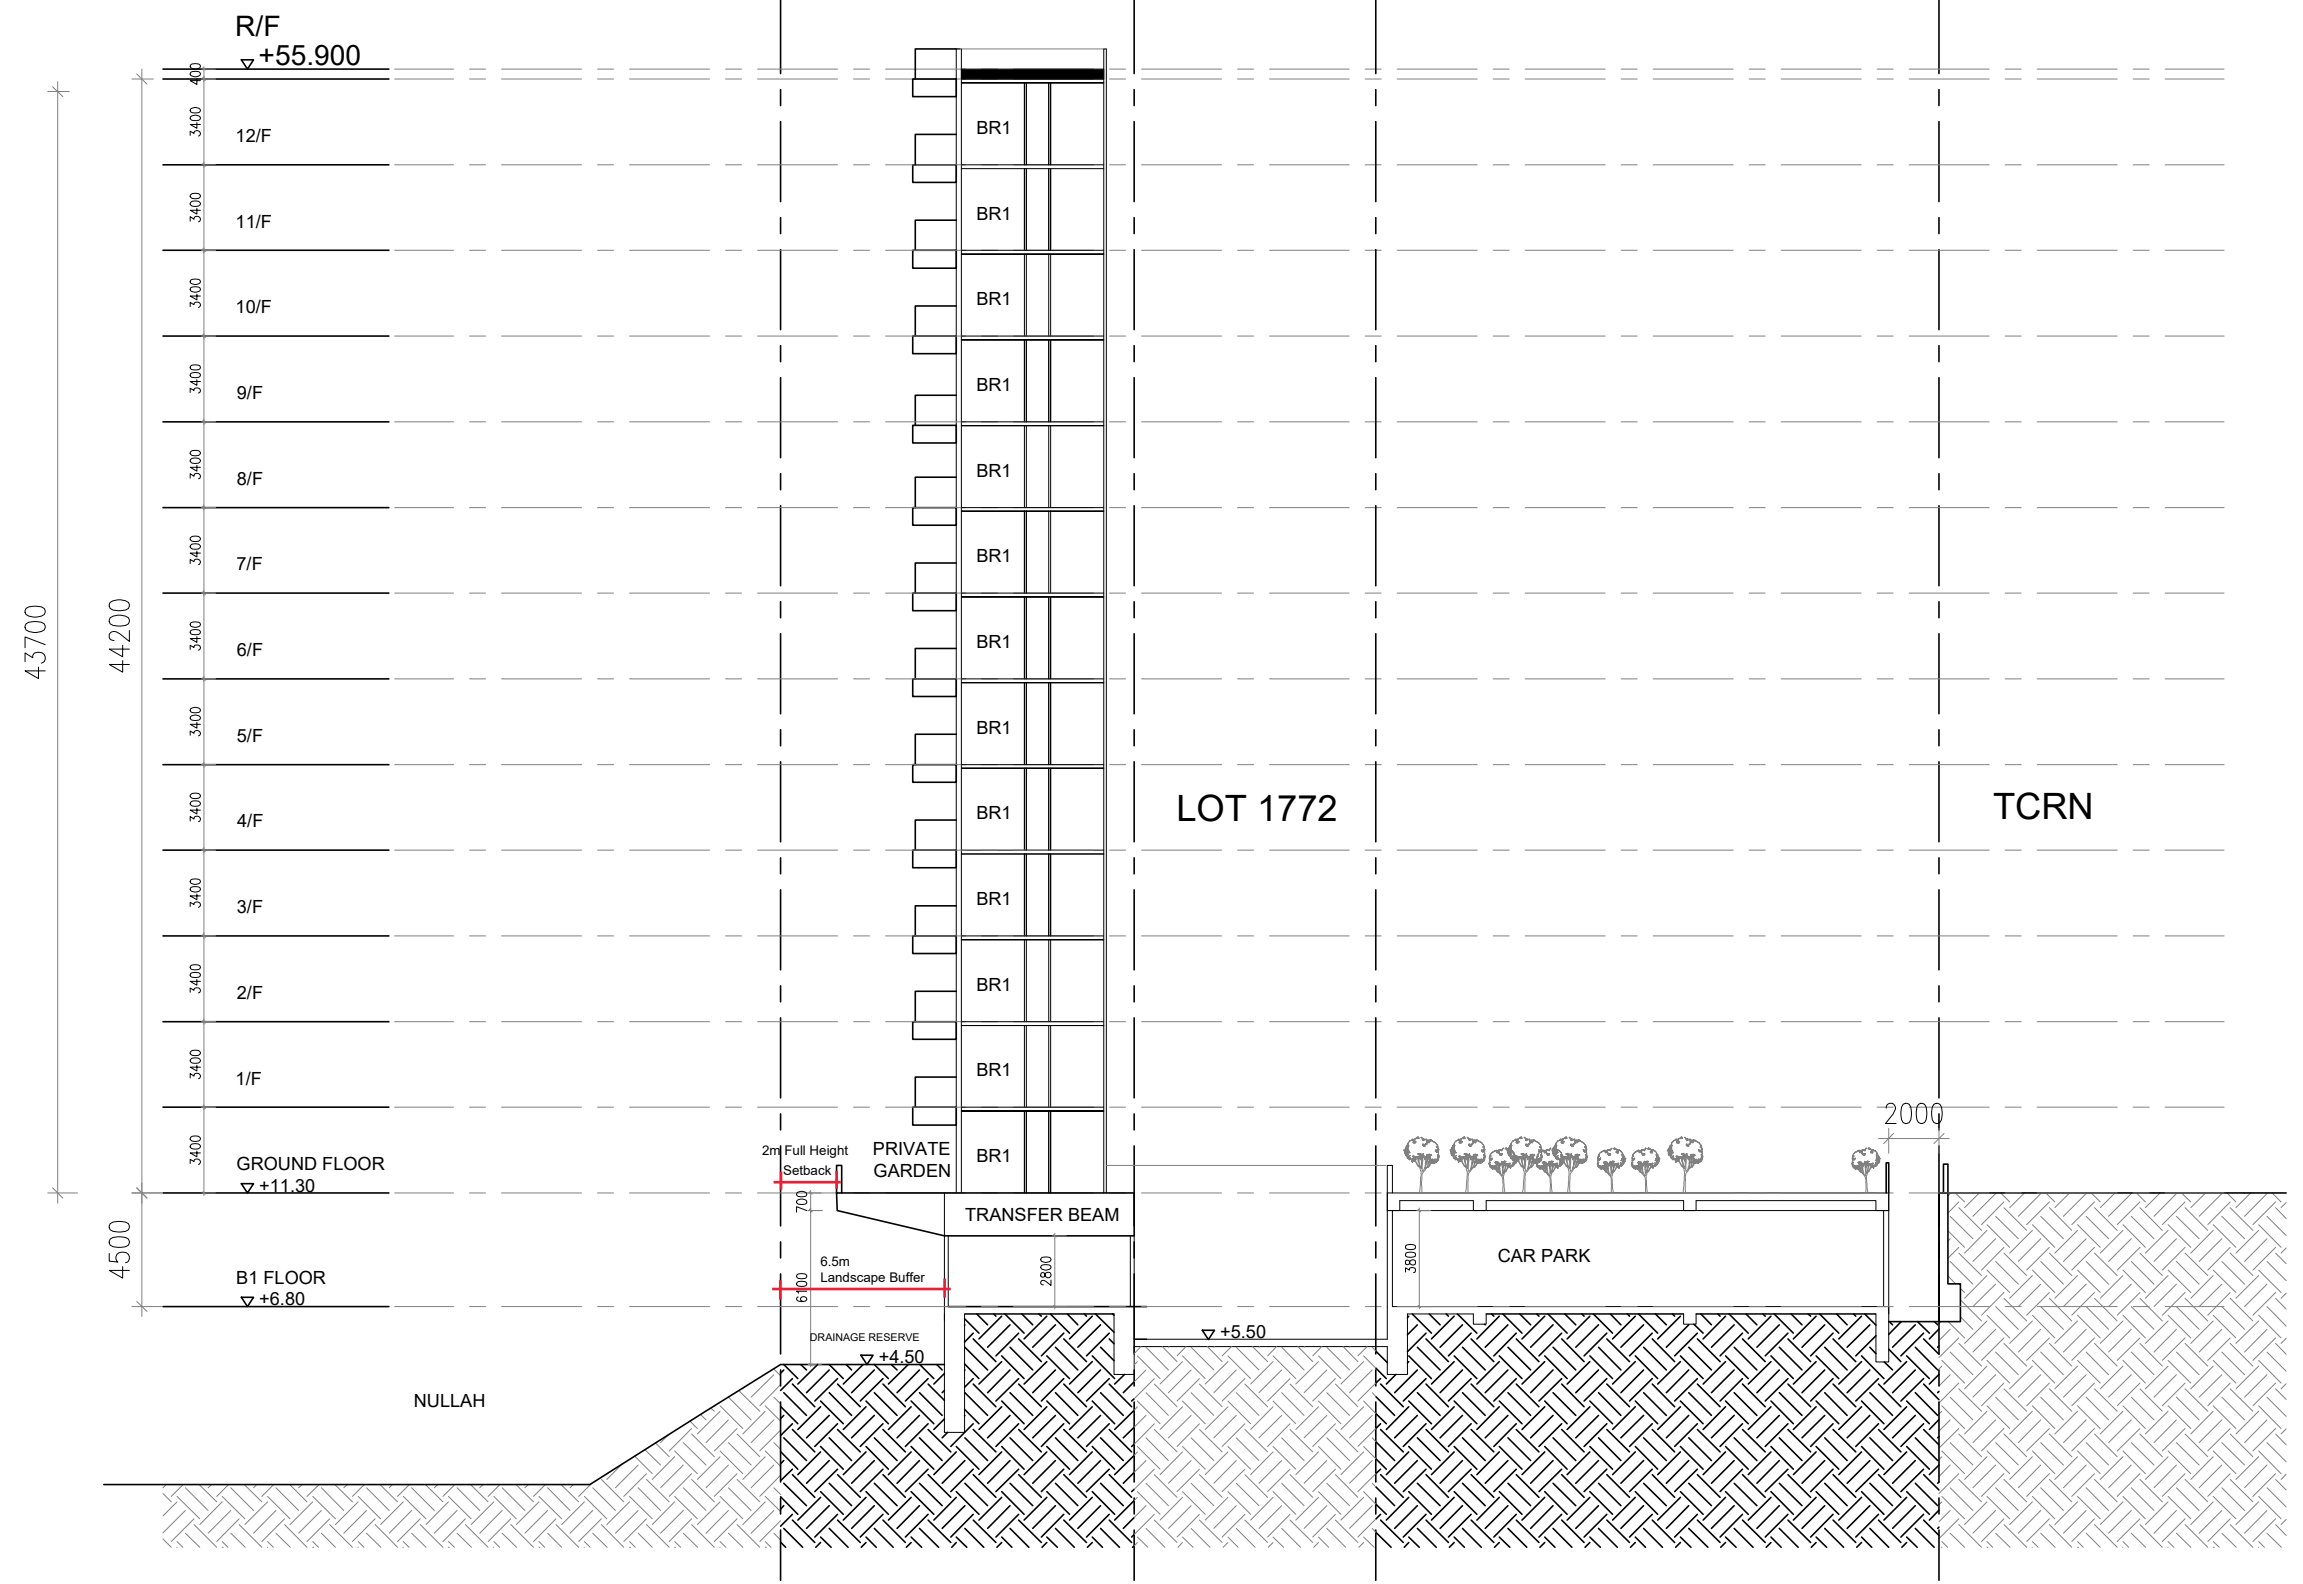 R/F
+55.900
400
3400
12/F
BR1
3400
11/F
BR1
3400
10/F
BR1
3400
9/F
BR1
3400
8/F
BR1
3400
7/F
BR1
43700
44200
3400
6/F
BR1
3400
5/F
BR1
3400
4/F
BR1
LOT 1772
TCRN
3400
3/F
BR1
3400
2/F
BR1
3400
1/F
BR1
2000
3400
GROUND FLOOR
+11.30
2m Full Height
Setback
PRIVATE
GARDEN
BR1
700
TRANSFER BEAM
4500
B1 FLOOR
+6.80
6.5m
Landscape Buffer
6100
2800
3800
CAR PARK
DRAINAGE RESERVE
+4.50
+5.50
NULLAH